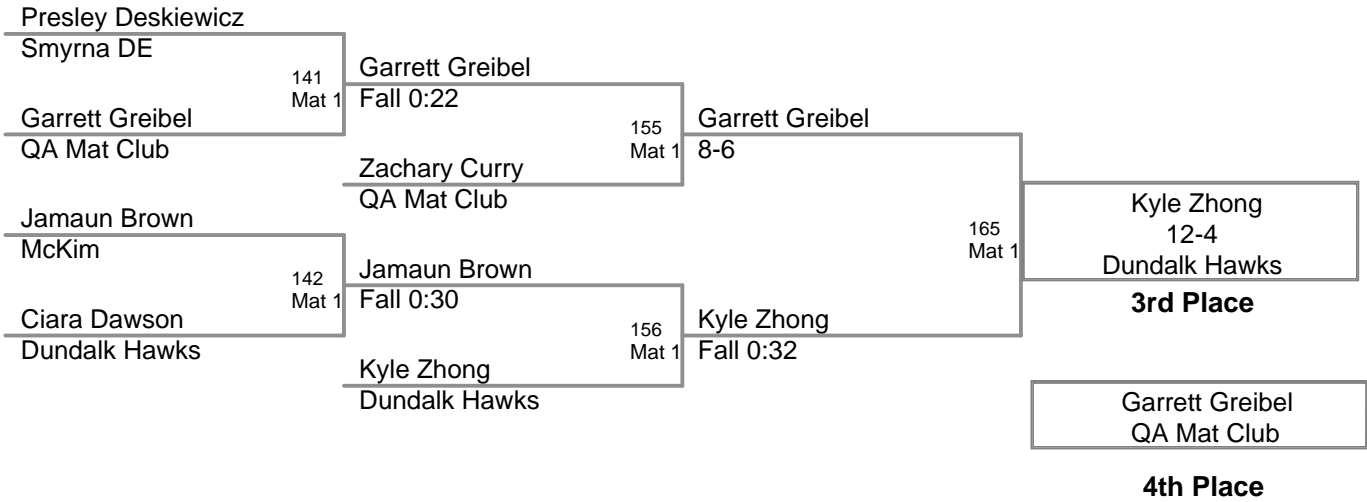 Presley Deskiewicz
Smyrna DE
141
Mat 1
Garrett Greibel
QA Mat Club
Garrett Greibel
Fall 0:22
155
Mat 1
Zachary Curry
QA Mat Club
Garrett Greibel
8-6
Jamaun Brown
McKim
142
Mat 1
Ciara Dawson
Dundalk Hawks
Jamaun Brown
Fall 0:30
156
Mat 1
Kyle Zhong
Dundalk Hawks
Kyle Zhong
Fall 0:32
165
Mat 1
Kyle Zhong
12-4
Dundalk Hawks
3rd Place
Garrett Greibel
QA Mat Club
4th Place